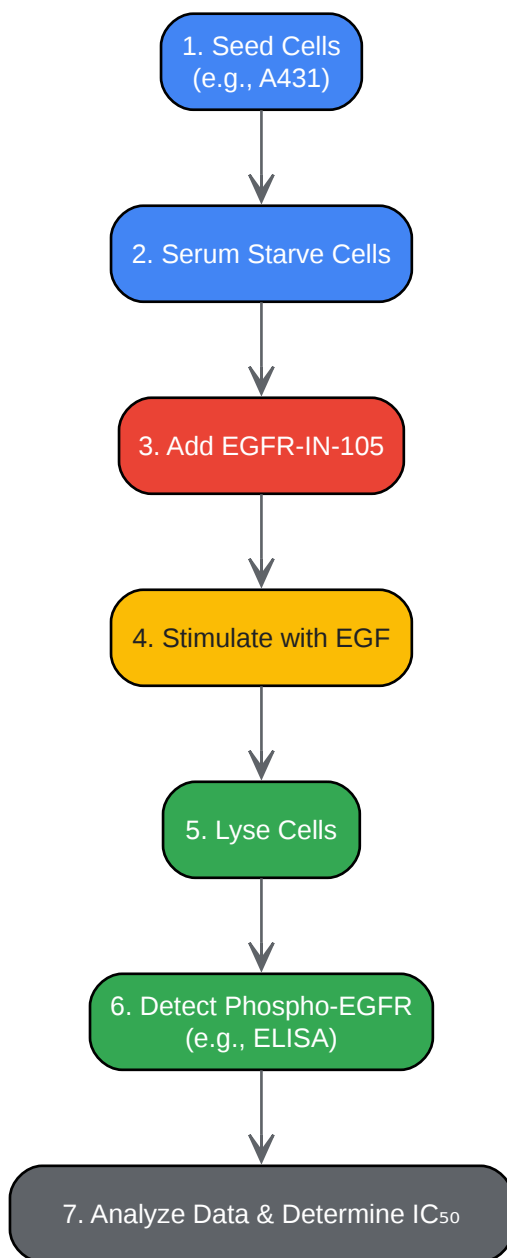 1. Seed Cells
(e.g., A431)
2. Serum Starve Cells
3. Add EGFR-IN-105
4. Stimulate with EGF
5. Lyse Cells
6. Detect Phospho-EGFR
(e.g., ELISA)
7. Analyze Data & Determine IC₅₀